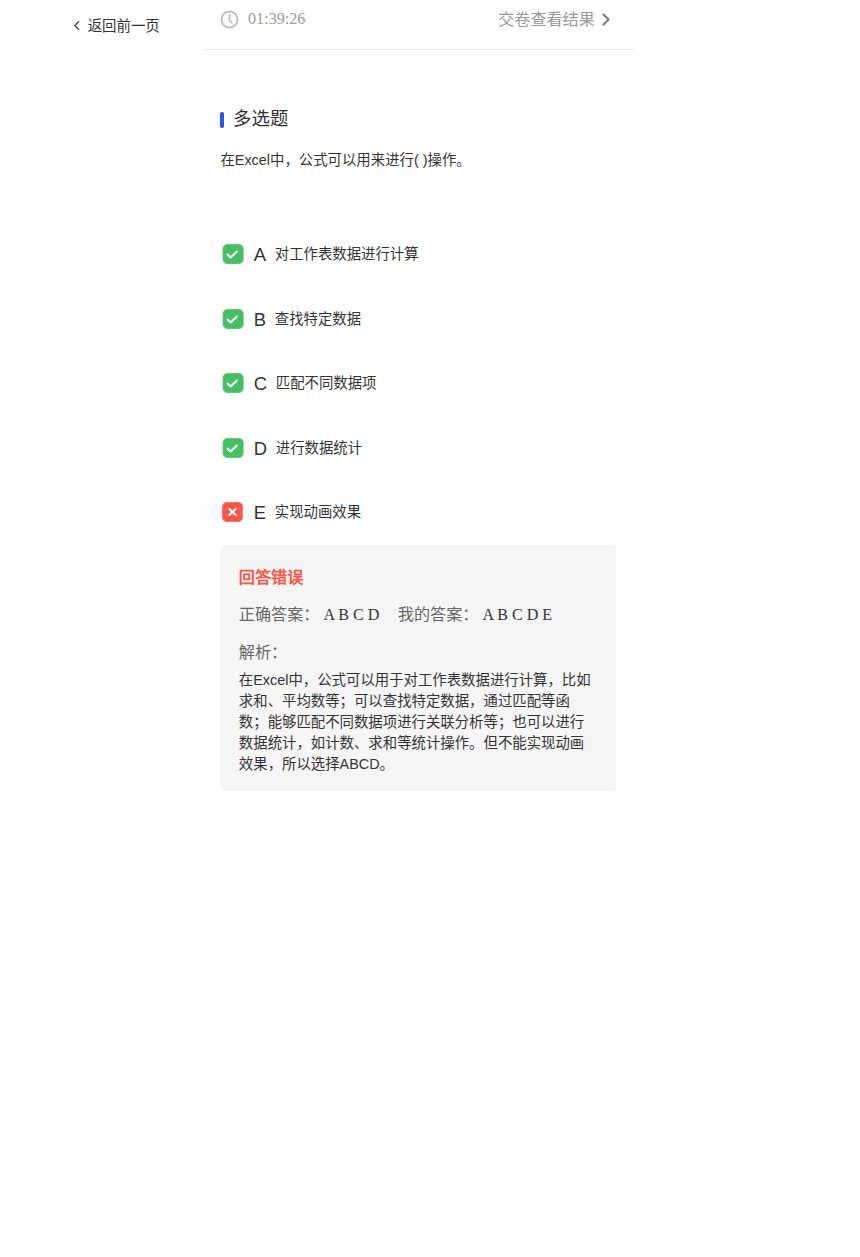 返回前一页
01:39:26
交卷查看结果
多选题
在Excel中，公式可以用来进行( )操作。
A 对工作表数据进行计算
B 查找特定数据
C 匹配不同数据项
D 进行数据统计
E 实现动画效果
回答错误
正确答案： A B C D 我的答案： A B C D E
解析：
在Excel中，公式可以用于对工作表数据进行计算，比如
求和、平均数等；可以查找特定数据，通过匹配等函
数；能够匹配不同数据项进行关联分析等；也可以进行
数据统计，如计数、求和等统计操作。但不能实现动画
效果，所以选择ABCD。